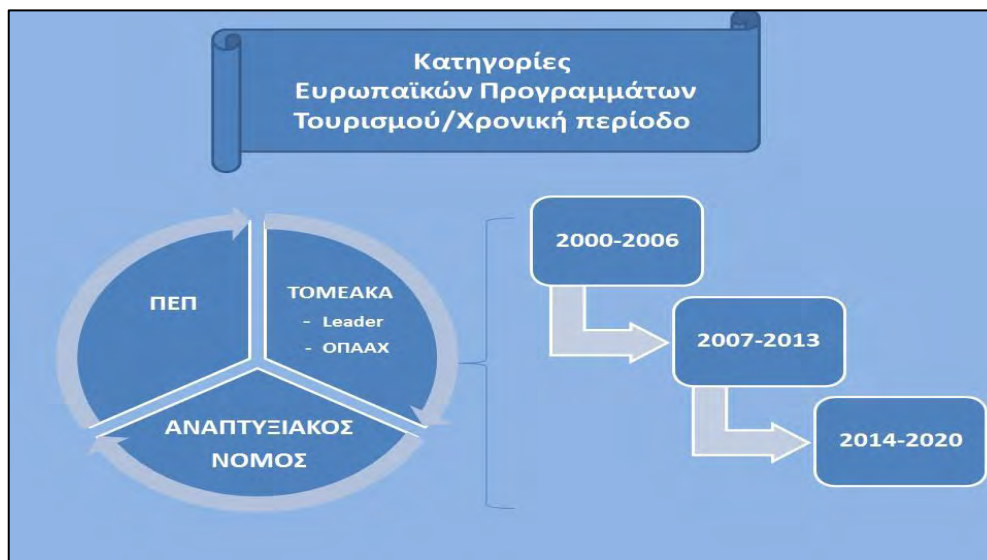 Κατηγορίες
Ευρωπαϊκών Προγραμμάτων
Τουρισμού/Χρονική περίοδο
ΠΕΠ
ΤΟΜΕΑΚΑ
- Leader
- ΟΠΑΑΧ
ΑΝΑΠΤΥΞΙΑΚΟΣ
ΝΟΜΟΣ
2000-2006
2007-2013
2014-2020